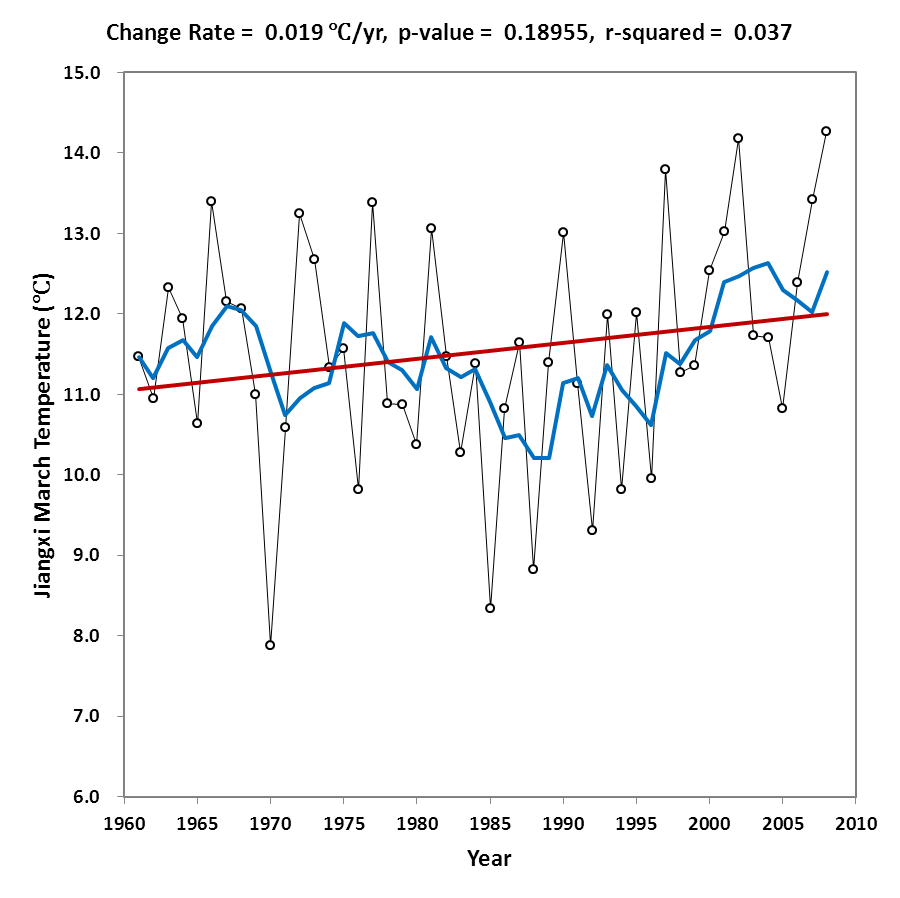 Change Rate = 0.019 ℃/yr, p-value = 0.18955, r-squared = 0.037
15.0
14.0
13.0
12.0
11.0
10.0
9.0
8.0
7.0
6.0
Jiangxi March Temperature (℃)
1960 1965 1970 1975 1980 1985 1990 1995 2000 2005 2010
Year